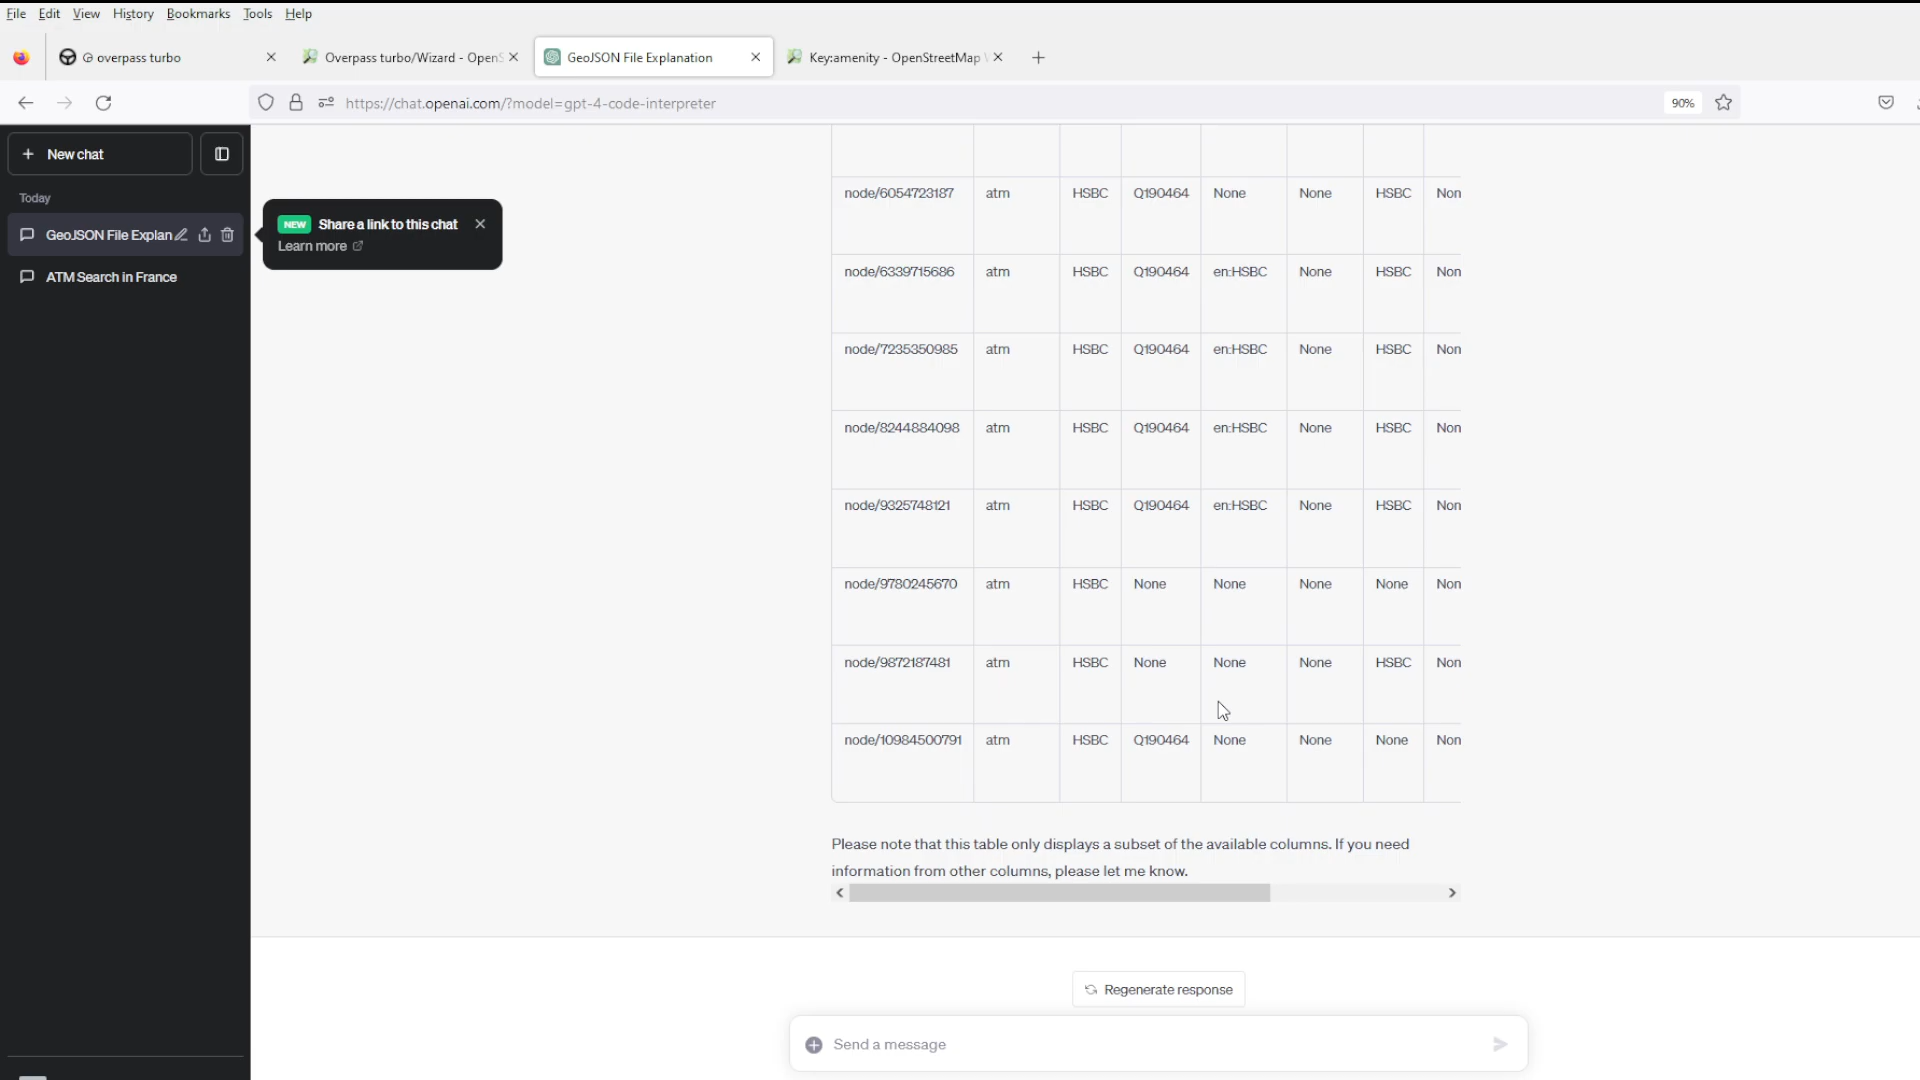 File Edit View History Bookmarks Tools Help
overpass turbo
Overpass turbo/Wizard - OpenS
GeoJSON File Explanation
Key:amenity - OpenStreetMap
https://chat.openai.com/?model=gpt-4-code-interpreter
90%
New chat
Today
GeoJSON File Explan
ATM Search in France
NEW Share a link to this chat
Learn more
node/6054723187 atm HSBC Q190464 None None HSBC Non
node/6339715686 atm HSBC Q190464 en:HSBC None HSBC Non
node/7235350985 atm HSBC Q190464 en:HSBC None HSBC Non
node/8244884098 atm HSBC Q190464 en:HSBC None HSBC Non
node/9325748121 atm HSBC Q190464 en:HSBC None HSBC Non
node/9780245670 atm HSBC None None None None Non
node/9872187481 atm HSBC None None None HSBC Non
node/10984500791 atm HSBC Q190464 None None None Non
Please note that this table only displays a subset of the available columns. If you need
information from other columns, please let me know.
Regenerate response
Send a message